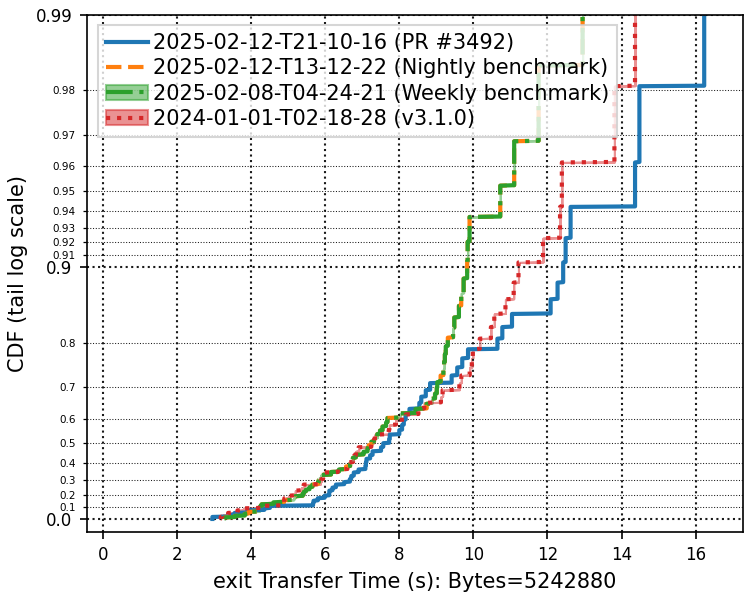 0.99
2025-02-12-T21-10-16 (PR #3492)
2025-02-12-T13-12-22 (Nightly benchmark)
2025-02-08-T04-24-21 (Weekly benchmark)
2024-01-01-T02-18-28 (v3.1.0)
0.98
0.97
0.96
0.95
0.94
0.93
0.92
0.91
0.9
0.8
0.7
0.6
0.5
0.4
0.3
0.2
0.1
0.0
CDF (tail log scale)
0 2 4 6 8 10 12 14 16
exit Transfer Time (s): Bytes=5242880